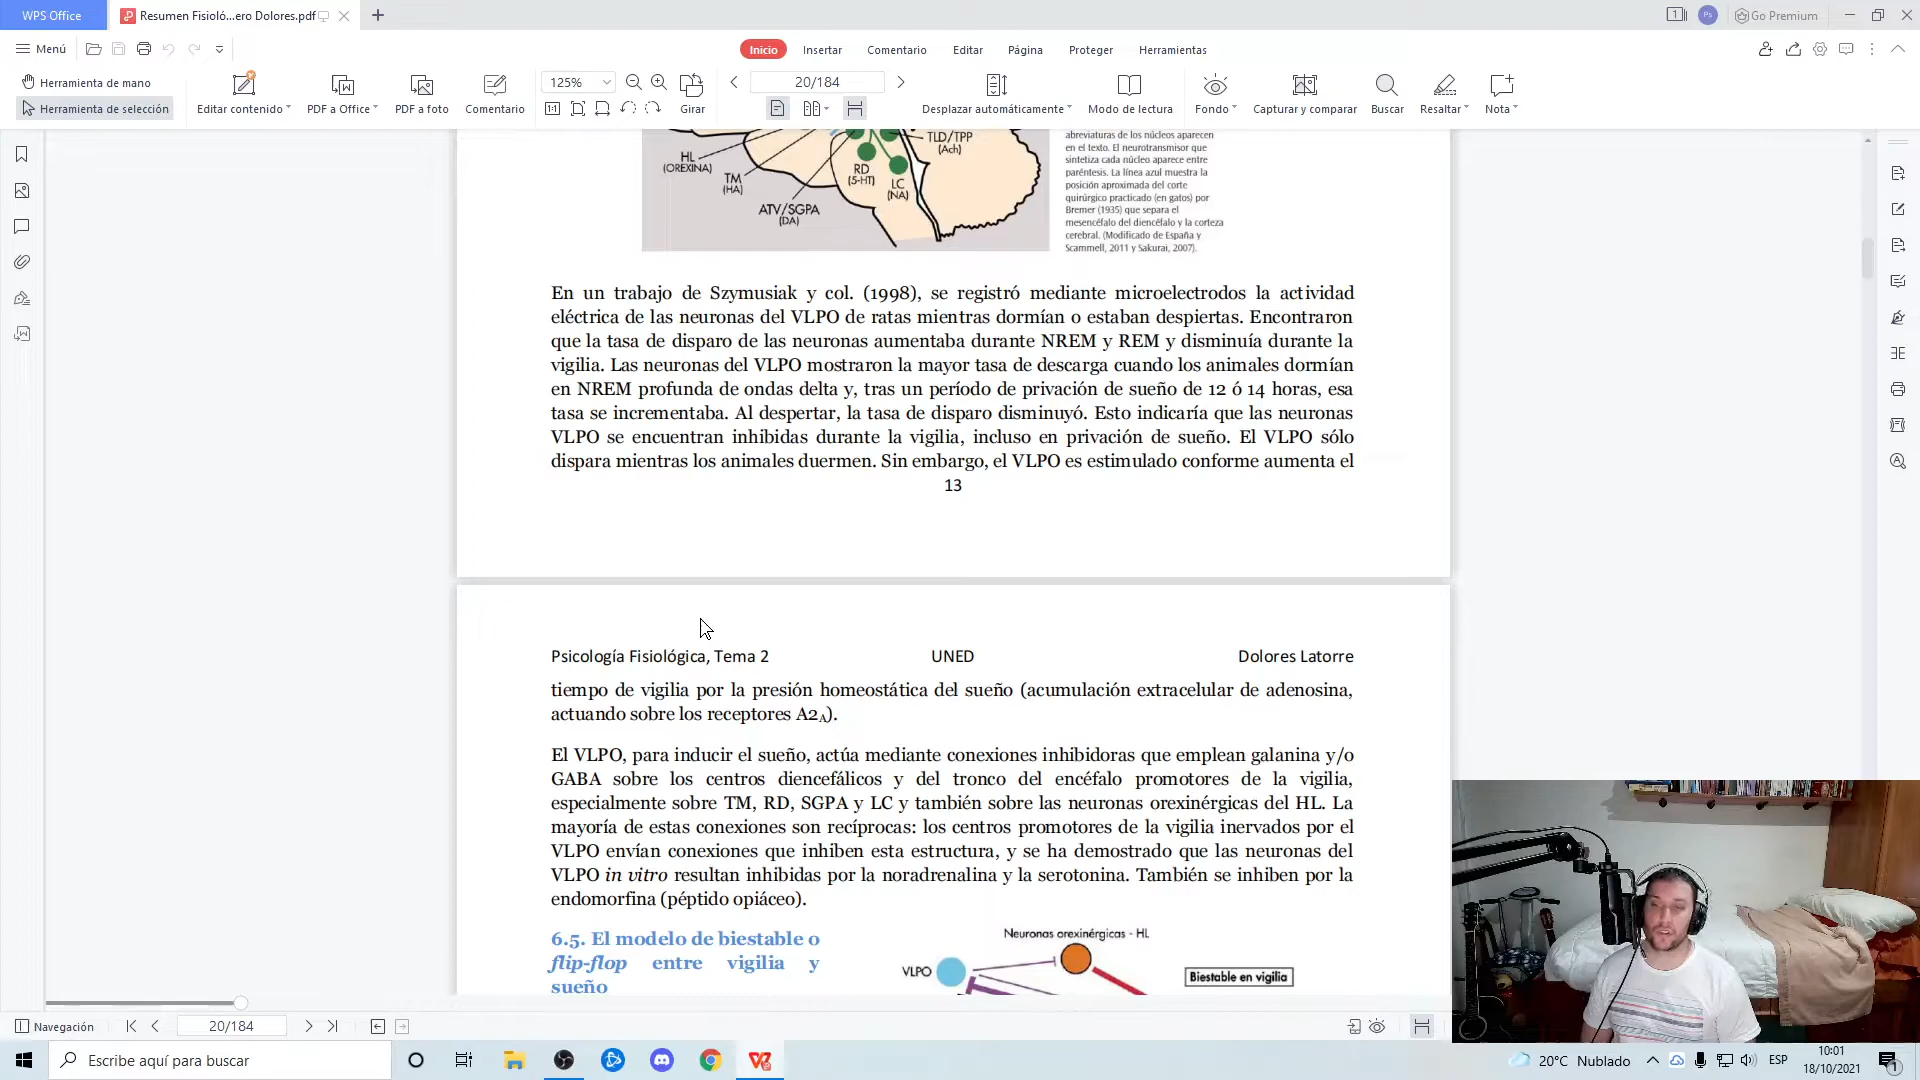 WPS Office
Resumen Fisioló...ero Dolores.pdf
Go Premium
Menú
Inicio
Insertar
Comentario
Editar
Página
Proteger
Herramientas
Herramienta de mano
Herramienta de selección
Editar contenido
PDF a Office
PDF a foto
Comentario
125%
Girar
20/184
Desplazar automáticamente
Modo de lectura
Fondo
Capturar y comparar
Buscar
Resaltar
Nota
HL
(OREXINA)
TM
(HA)
ATV/SGPA
(DA)
RD
(5-HT)
LC
(NA)
TLD/TPP
(Ach)
abreviaturas de los núcleos aparecen
en el texto. El neurotransmisor que
sintetiza cada núcleo aparece entre
paréntesis. La línea azul muestra la
posición aproximada del corte
quirúrgico practicado (en gatos) por
Bremer (1935) que separa el
mesencéfalo del diencéfalo y la corteza
cerebral. (Modificado de España y
Scammell, 2011 y Sakurai, 2007).
En un trabajo de Szymusiak y col. (1998), se registró mediante microelectrodos la actividad
eléctrica de las neuronas del VLPO de ratas mientras dormían o estaban despiertas. Encontraron
que la tasa de disparo de las neuronas aumentaba durante NREM y REM y disminuía durante la
vigilia. Las neuronas del VLPO mostraron la mayor tasa de descarga cuando los animales dormían
en NREM profunda de ondas delta y, tras un período de privación de sueño de 12 ó 14 horas, esa
tasa se incrementaba. Al despertar, la tasa de disparo disminuyó. Esto indicaría que las neuronas
VLPO se encuentran inhibidas durante la vigilia, incluso en privación de sueño. El VLPO sólo
dispara mientras los animales duermen. Sin embargo, el VLPO es estimulado conforme aumenta el
13
Psicología Fisiológica, Tema 2 UNED Dolores Latorre
tiempo de vigilia por la presión homeostática del sueño (acumulación extracelular de adenosina,
actuando sobre los receptores A2A).
El VLPO, para inducir el sueño, actúa mediante conexiones inhibidoras que emplean galanina y/o
GABA sobre los centros diencefálicos y del tronco del encéfalo promotores de la vigilia,
especialmente sobre TM, RD, SGPA y LC y también sobre las neuronas orexinérgicas del HL. La
mayoría de estas conexiones son recíprocas: los centros promotores de la vigilia inervados por el
VLPO envían conexiones que inhiben esta estructura, y se ha demostrado que las neuronas del
VLPO in vitro resultan inhibidas por la noradrenalina y la serotonina. También se inhiben por la
endomorfina (péptido opiáceo).
6.5. El modelo de biestable o
flip-flop entre vigilia y
sueño
Neuronas orexinérgicas - HL
VLPO
Biestable en vigilia
Navegación
20/184
Escribe aquí para buscar
20°C Nublado
ESP
10:01
18/10/2021